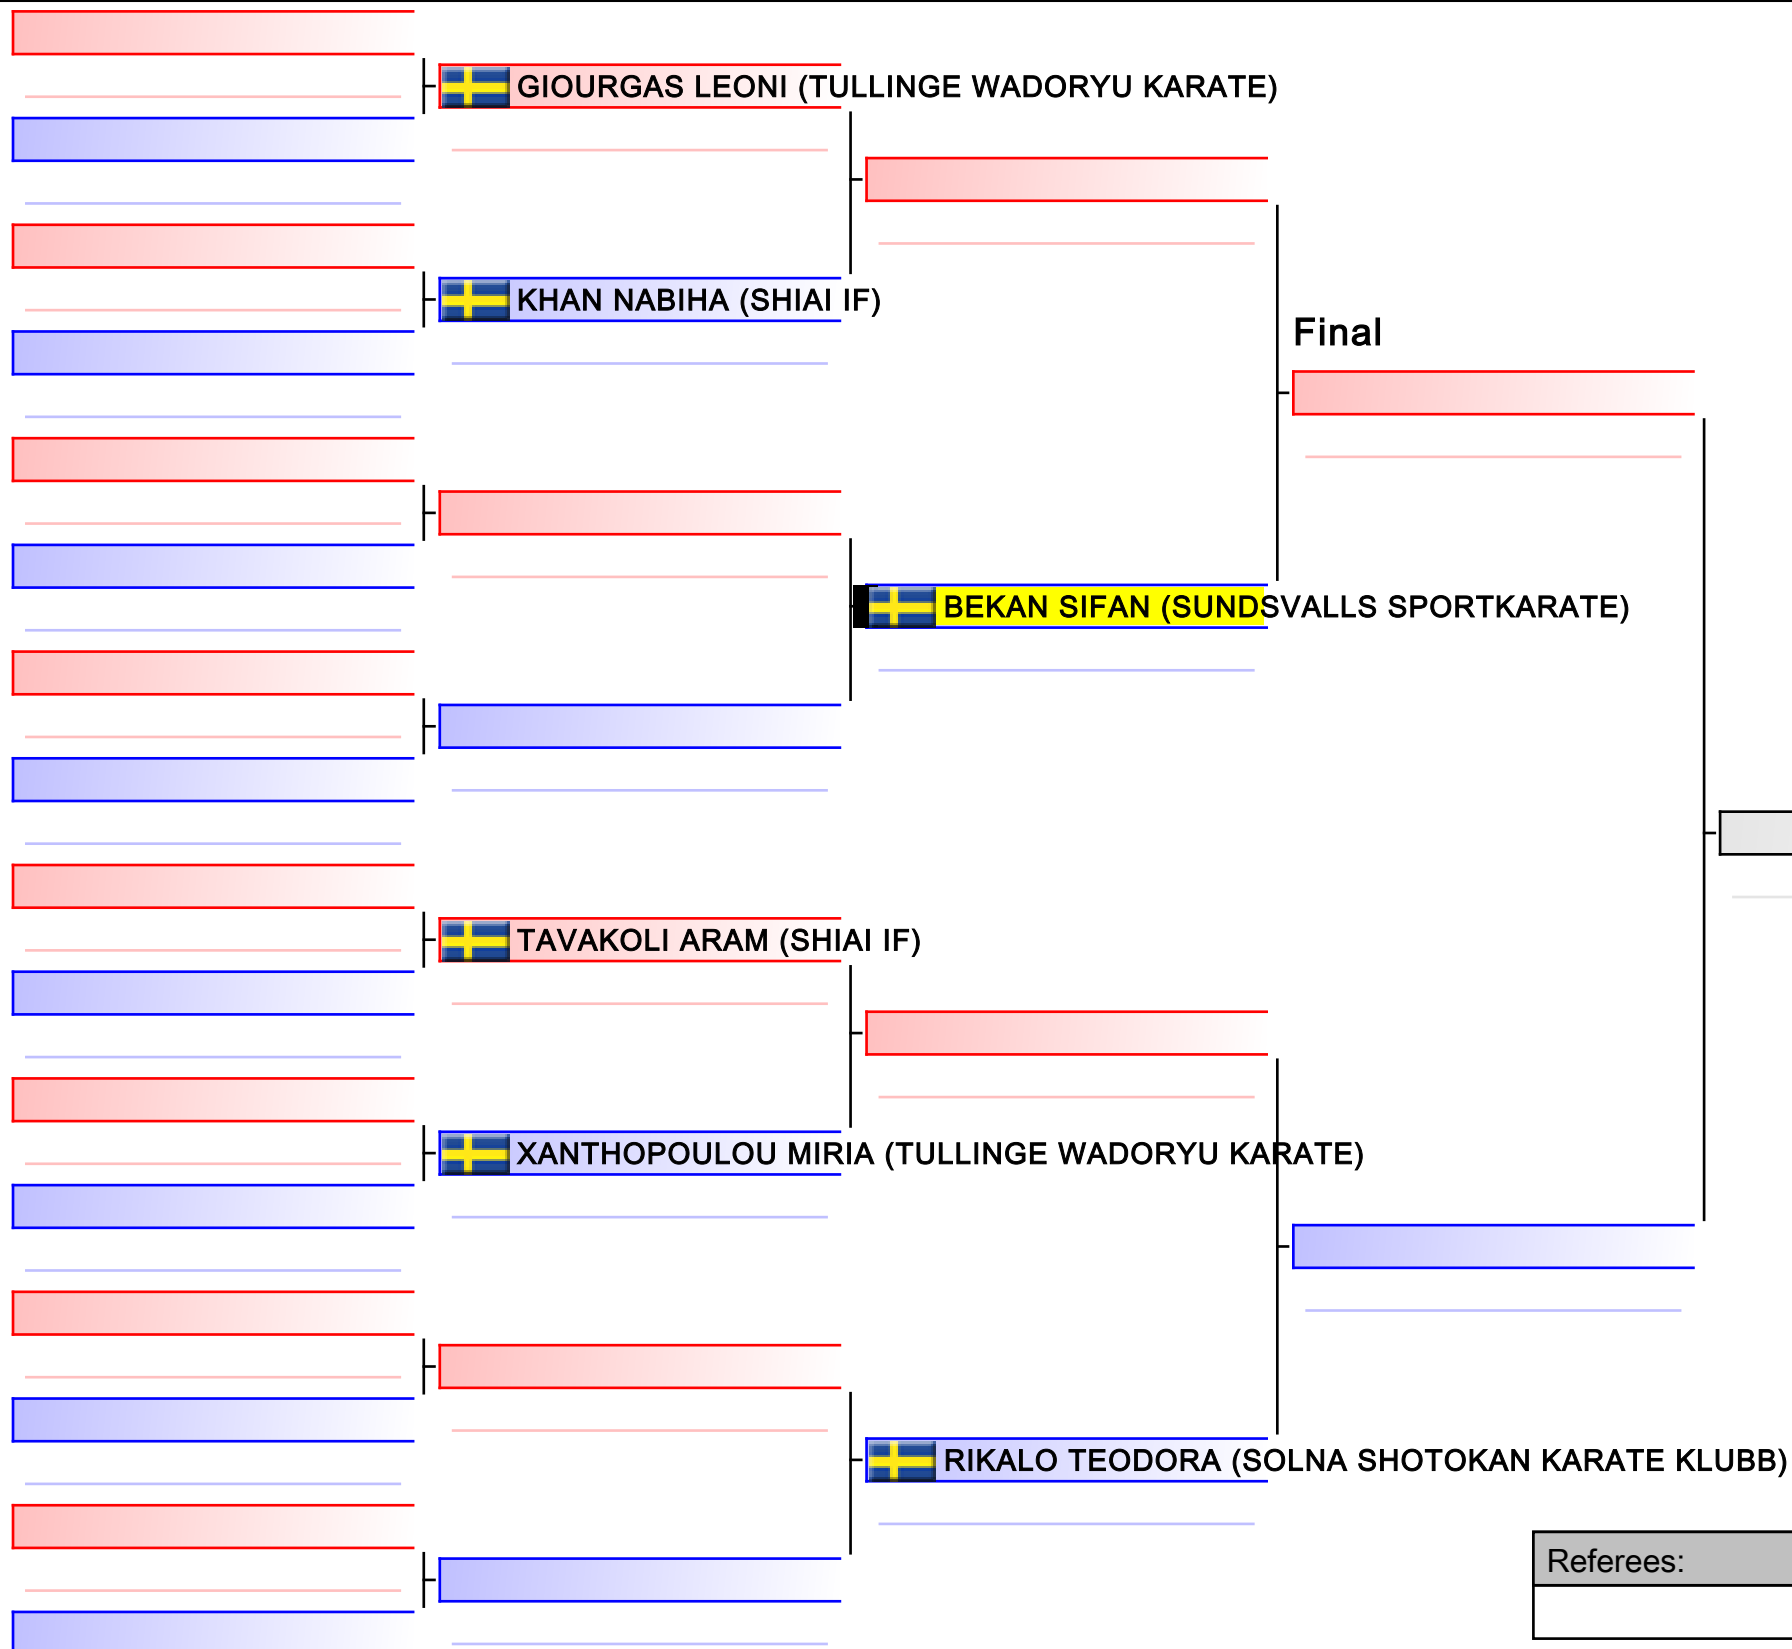 GIOURGAS LEONI (TULLINGE WADORYU KARATE)
KHAN NABIHA (SHIAI IF)
Final
BEKAN SIFAN (SUNDSVALLS SPORTKARATE)
TAVAKOLI ARAM (SHIAI IF)
XANTHOPOULOU MIRIA (TULLINGE WADORYU KARATE)
RIKALO TEODORA (SOLNA SHOTOKAN KARATE KLUBB)
Referees: